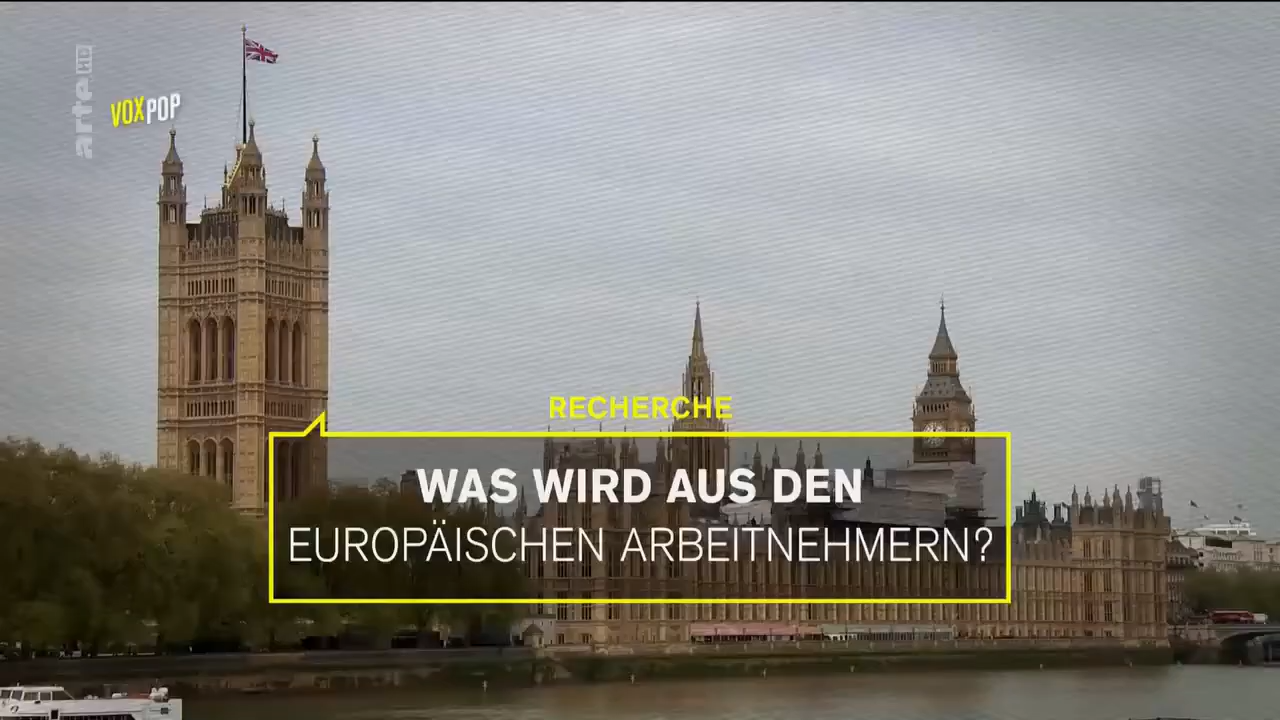 arte HD
VOXPOP
RECHERCHE
WAS WIRD AUS DEN
EUROPÄISCHEN ARBEITNEHMERN?